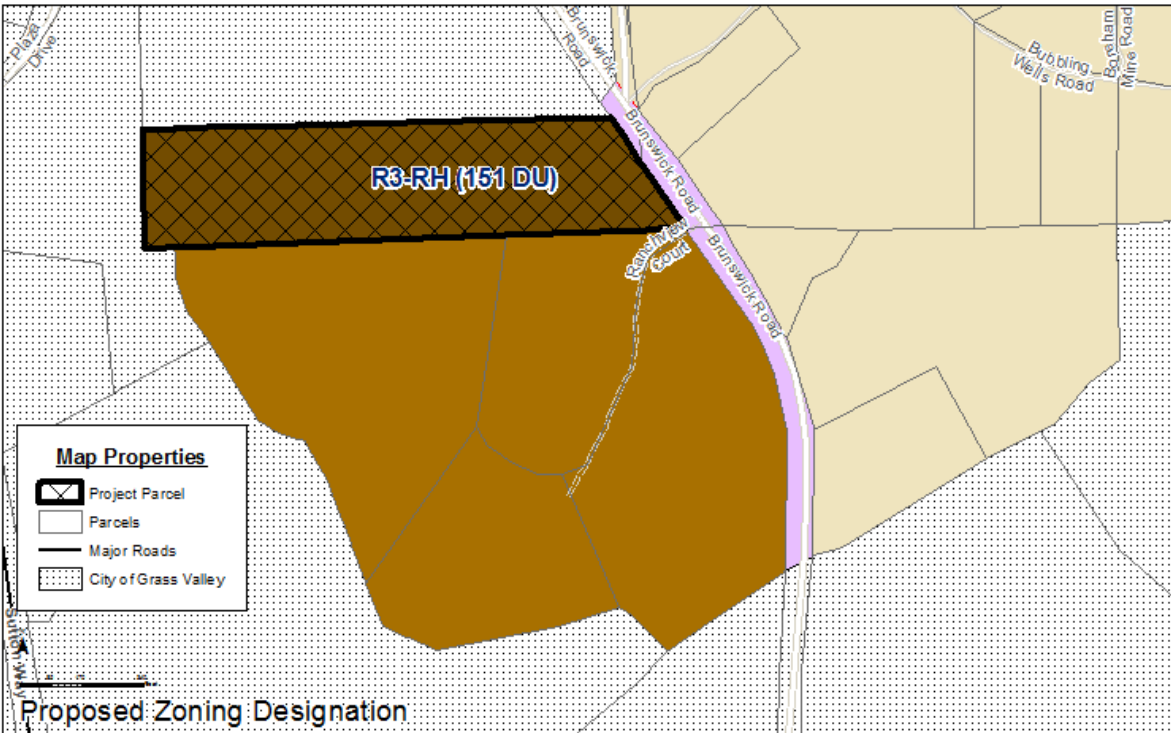 Plaza
Drive
Brunswick
Road
Bubbling
Wells Road
Boreham
Mine Road
R3-RH (151 DU)
Brunswick Road
Ranchview
Court
Brunswick Road
Map Properties
Project Parcel
Parcels
Major Roads
City of Grass Valley
Sutton Way
Proposed Zoning Designation